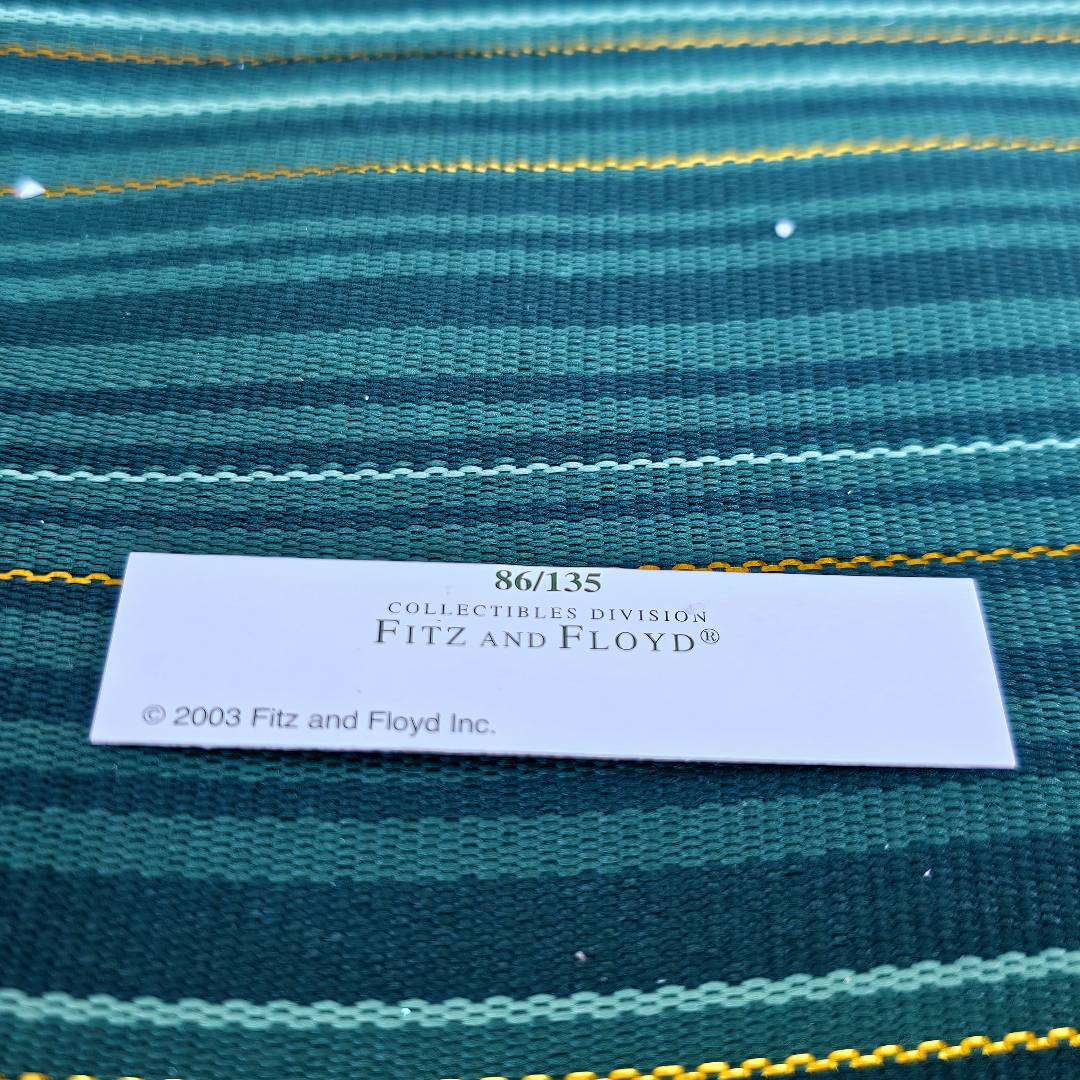 86/135
COLLECTIBLES DIVISION
FITZ AND FLOYD®
© 2003 Fitz and Floyd Inc.